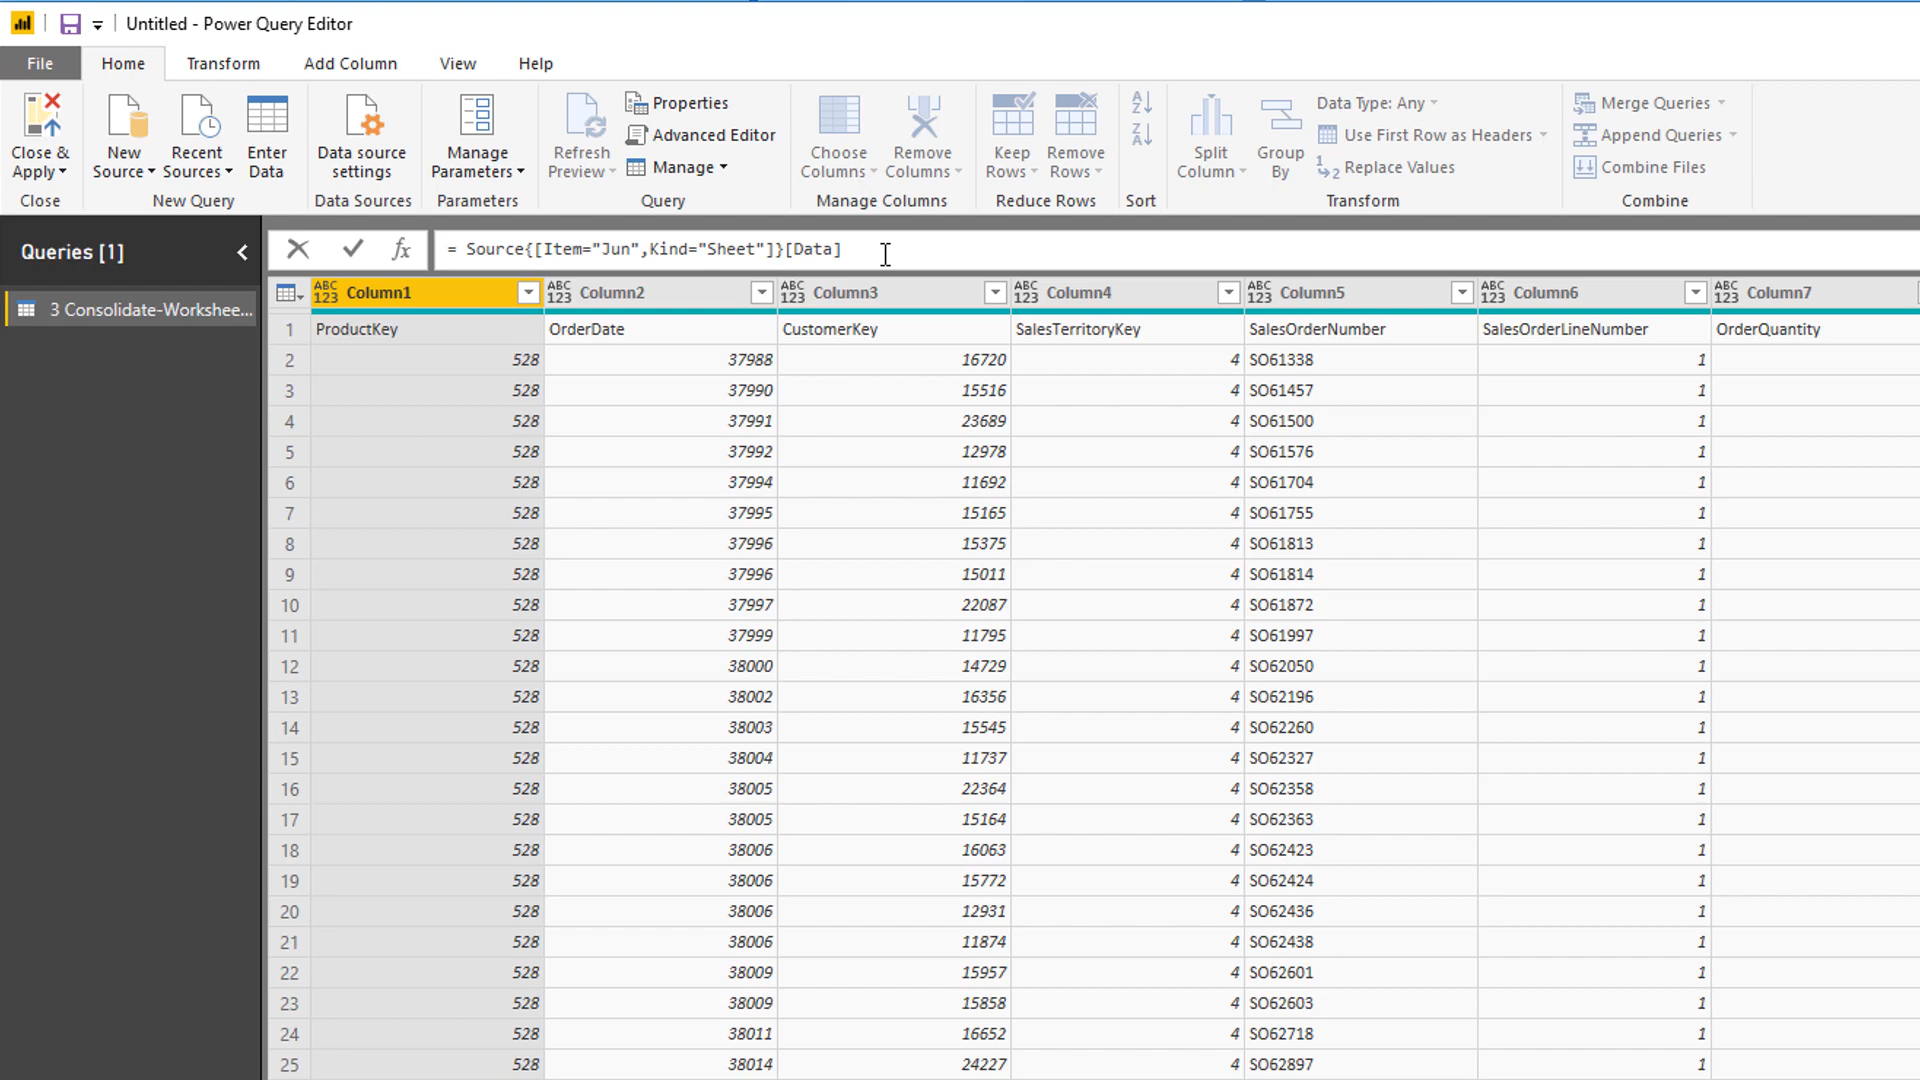 Untitled - Power Query Editor
File Home Transform Add Column View Help
Close & Apply
New Source
Recent Sources
Enter Data
Data source settings
Manage Parameters
Refresh Preview
Properties
Advanced Editor
Manage
Choose Columns
Remove Columns
Keep Rows
Remove Rows
Split Column
Group By
Data Type: Any
Use First Row as Headers
Replace Values
Merge Queries
Append Queries
Combine Files
Close New Query Data Sources Parameters Query Manage Columns Reduce Rows Sort Transform Combine
Queries [1]
= Source{[Item="Jun",Kind="Sheet"]}[Data]
3 Consolidate-Workshee...
ABC 123 Column1 ABC 123 Column2 ABC 123 Column3 ABC 123 Column4 ABC 123 Column5 ABC 123 Column6 ABC 123 Column7
1 ProductKey OrderDate CustomerKey SalesTerritoryKey SalesOrderNumber SalesOrderLineNumber OrderQuantity
2 528 37988 16720 4 SO61338 1
3 528 37990 15516 4 SO61457 1
4 528 37991 23689 4 SO61500 1
5 528 37992 12978 4 SO61576 1
6 528 37994 11692 4 SO61704 1
7 528 37995 15165 4 SO61755 1
8 528 37996 15375 4 SO61813 1
9 528 37996 15011 4 SO61814 1
10 528 37997 22087 4 SO61872 1
11 528 37999 11795 4 SO61997 1
12 528 38000 14729 4 SO62050 1
13 528 38002 16356 4 SO62196 1
14 528 38003 15545 4 SO62260 1
15 528 38004 11737 4 SO62327 1
16 528 38005 22364 4 SO62358 1
17 528 38005 15164 4 SO62363 1
18 528 38006 16063 4 SO62423 1
19 528 38006 15772 4 SO62424 1
20 528 38006 12931 4 SO62436 1
21 528 38006 11874 4 SO62438 1
22 528 38009 15957 4 SO62601 1
23 528 38009 15858 4 SO62603 1
24 528 38011 16652 4 SO62718 1
25 528 38014 24227 4 SO62897 1